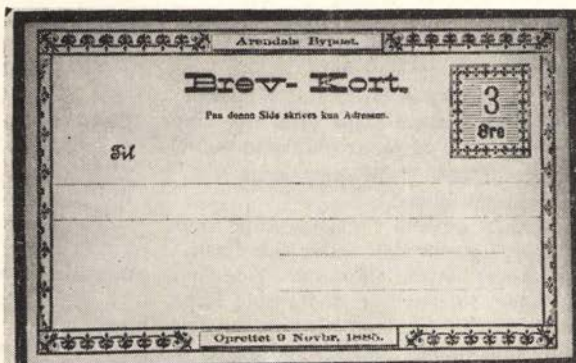 Arendals Bypost.
Brev-Kort.
Paa denne Side skrives kun Adressen.
3
Øre
Til
Oprettet 9 Novbr. 1885.